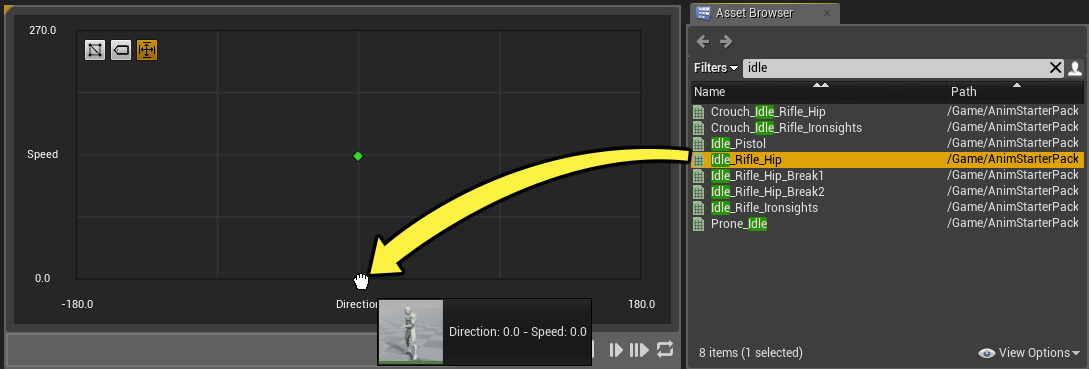 270.0
Speed
0.0
-180.0
Direction
180.0
Direction: 0.0 - Speed: 0.0
Asset Browser
Filters
idle
Name Path
Crouch_Idle_Rifle_Hip /Game/AnimStarterPack
Crouch_Idle_Rifle_Ironsights /Game/AnimStarterPack
Idle_Pistol /Game/AnimStarterPack
Idle_Rifle_Hip /Game/AnimStarterPack
Idle_Rifle_Hip_Break1 /Game/AnimStarterPack
Idle_Rifle_Hip_Break2 /Game/AnimStarterPack
Idle_Rifle_Ironsights /Game/AnimStarterPack
Prone_Idle /Game/AnimStarterPack
8 items (1 selected)
View Options